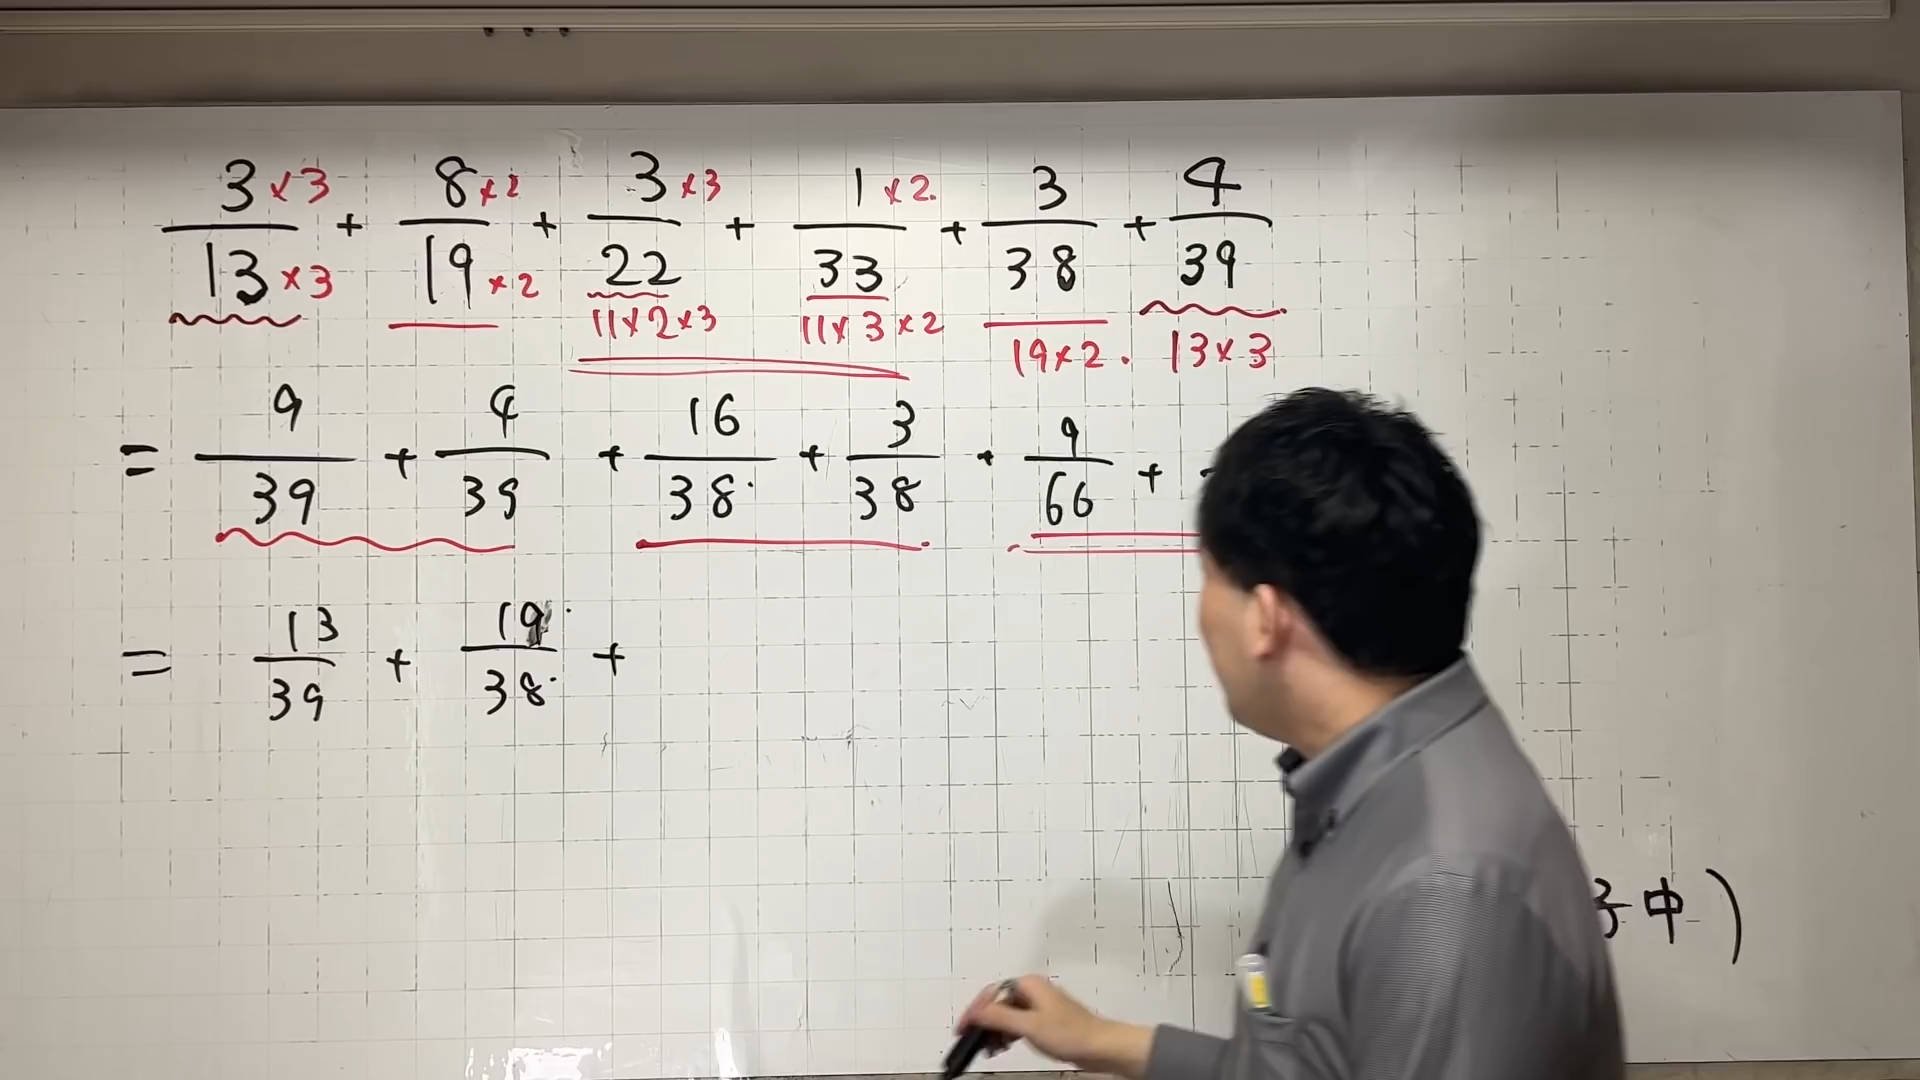 3×3/13×3 + 8×2/19×2 + 3×3/22 + 1×2./33 + 3/38 + 4/39
11×2×3 11×3×2 19×2. 13×3
= 9/39 + 4/39 + 16/38 + 3/38 + 9/66 +
= 13/39 + 19/38 +
子中)